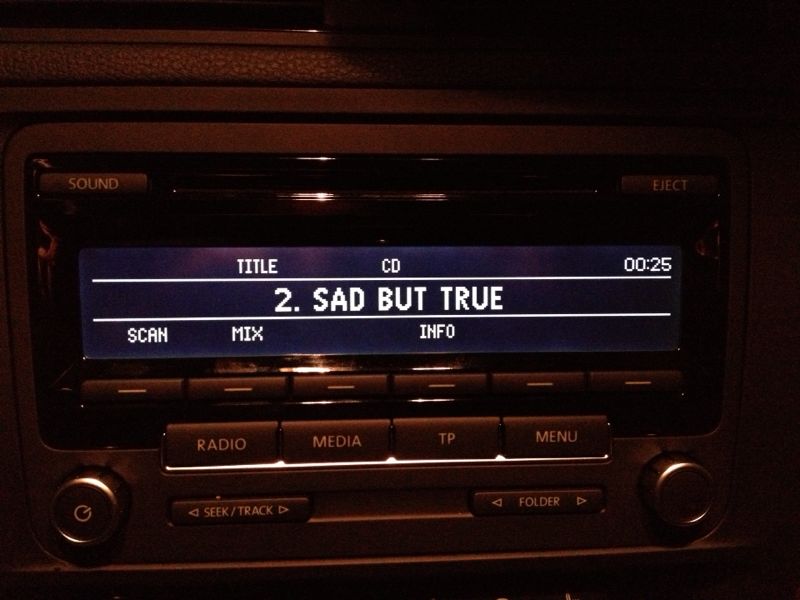 SOUND EJECT
TITLE CD 00:25
2. SAD BUT TRUE
SCAN MIX INFO
RADIO MEDIA TP MENU
◁ SEEK/TRACK ▷ ◁ FOLDER ▷